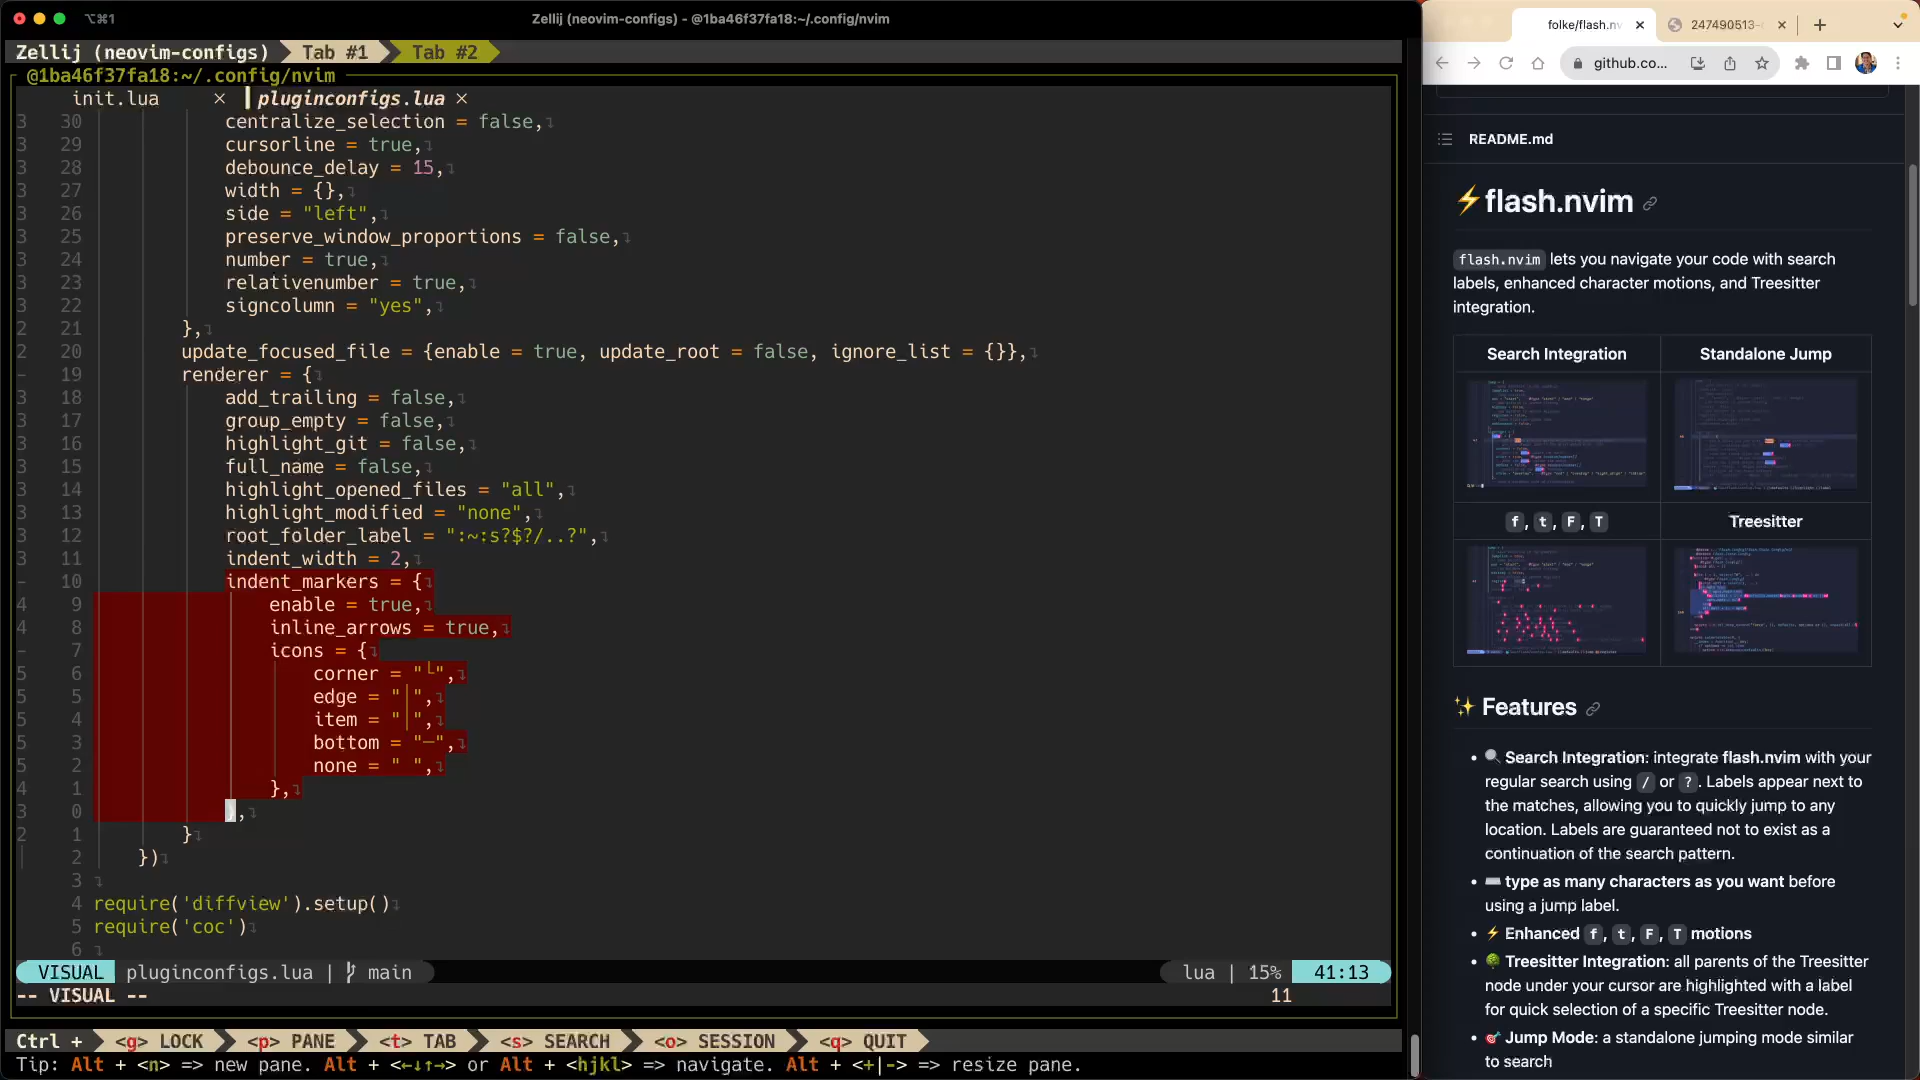 ⌥⌘1
Zellij (neovim-configs) - @1ba46f37fa18:~/.config/nvim
Zellij (neovim-configs) Tab #1 Tab #2
@1ba46f37fa18:~/.config/nvim
init.lua × pluginconfigs.lua ×
3 30 centralize_selection = false,
3 29 cursorline = true,
3 28 debounce_delay = 15,
3 27 width = {},
3 26 side = "left",
3 25 preserve_window_proportions = false,
3 24 number = true,
3 23 relativenumber = true,
3 22 signcolumn = "yes",
2 21 },
2 20 update_focused_file = {enable = true, update_root = false, ignore_list = {}},
- 19 renderer = {
3 18 add_trailing = false,
3 17 group_empty = false,
3 16 highlight_git = false,
3 15 full_name = false,
3 14 highlight_opened_files = "all",
3 13 highlight_modified = "none",
3 12 root_folder_label = ":~:s?$?/..?",
3 11 indent_width = 2,
- 10 indent_markers = {
4 9 enable = true,
4 8 inline_arrows = true,
- 7 icons = {
5 6 corner = "└",
5 5 edge = "│",
5 4 item = "│",
5 3 bottom = "─",
5 2 none = " ",
4 1 },
3 0 },
2 1 }
│ 2 })
3
4 require('diffview').setup()
5 require('coc')
6
VISUAL pluginconfigs.lua | main lua | 15% 41:13
-- VISUAL -- 11
Ctrl + <g> LOCK <p> PANE <t> TAB <s> SEARCH <o> SESSION <q> QUIT
Tip: Alt + <n> => new pane. Alt + <←↓↑→> or Alt + <hjkl> => navigate. Alt + <+|-> => resize pane.
folke/flash.nv × 247490513- × +
github.co...
README.md
⚡flash.nvim
flash.nvim lets you navigate your code with search
labels, enhanced character motions, and Treesitter
integration.
Search Integration Standalone Jump
f, t, F, T Treesitter
✨ Features
• 🔍 Search Integration: integrate flash.nvim with your
regular search using / or ?. Labels appear next to
the matches, allowing you to quickly jump to any
location. Labels are guaranteed not to exist as a
continuation of the search pattern.
• ⌨️ type as many characters as you want before
using a jump label.
• ⚡ Enhanced f, t, F, T motions
• 🌳 Treesitter Integration: all parents of the Treesitter
node under your cursor are highlighted with a label
for quick selection of a specific Treesitter node.
• 🎯 Jump Mode: a standalone jumping mode similar
to search